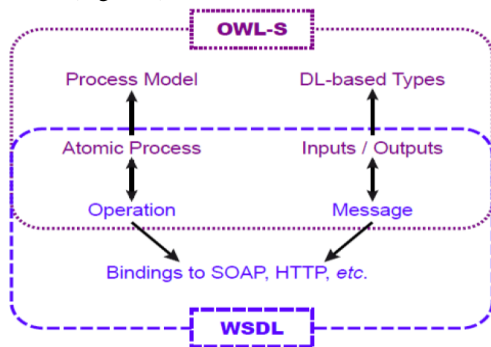 OWL-S
Process Model DL-based Types
Atomic Process Inputs / Outputs
Operation Message
Bindings to SOAP, HTTP, etc.
WSDL